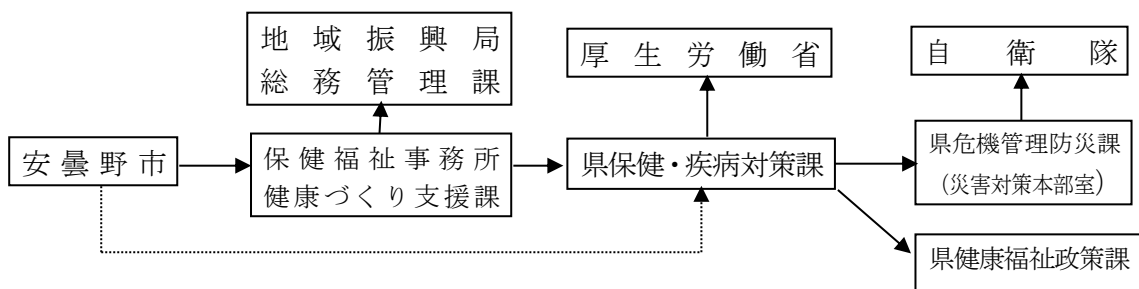 地域振興局
総務管理課
厚生労働省
自衛隊
安曇野市
保健福祉事務所
健康づくり支援課
県保健・疾病対策課
県危機管理防災課
(災害対策本部室)
県健康福祉政策課